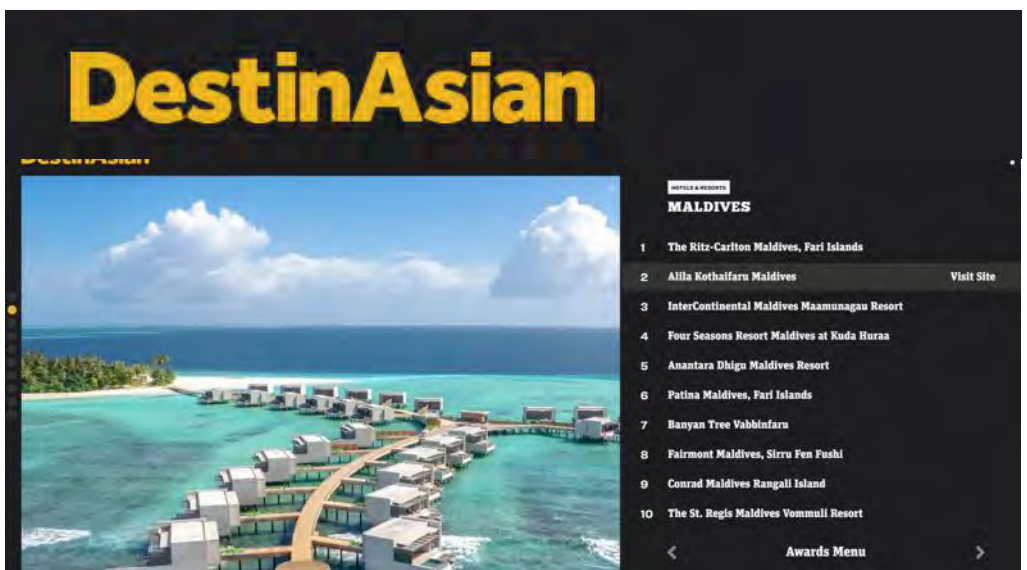 DestinAsian
DestinAsian
HOTELS & RESORTS
MALDIVES
1 The Ritz-Carlton Maldives, Fari Islands
2 Alila Kothaifaru Maldives Visit Site
3 InterContinental Maldives Maamunagau Resort
4 Four Seasons Resort Maldives at Kuda Huraa
5 Anantara Dhigu Maldives Resort
6 Patina Maldives, Fari Islands
7 Banyan Tree Vabbinfaru
8 Fairmont Maldives, Sirru Fen Fushi
9 Conrad Maldives Rangali Island
10 The St. Regis Maldives Vommuli Resort
< Awards Menu >